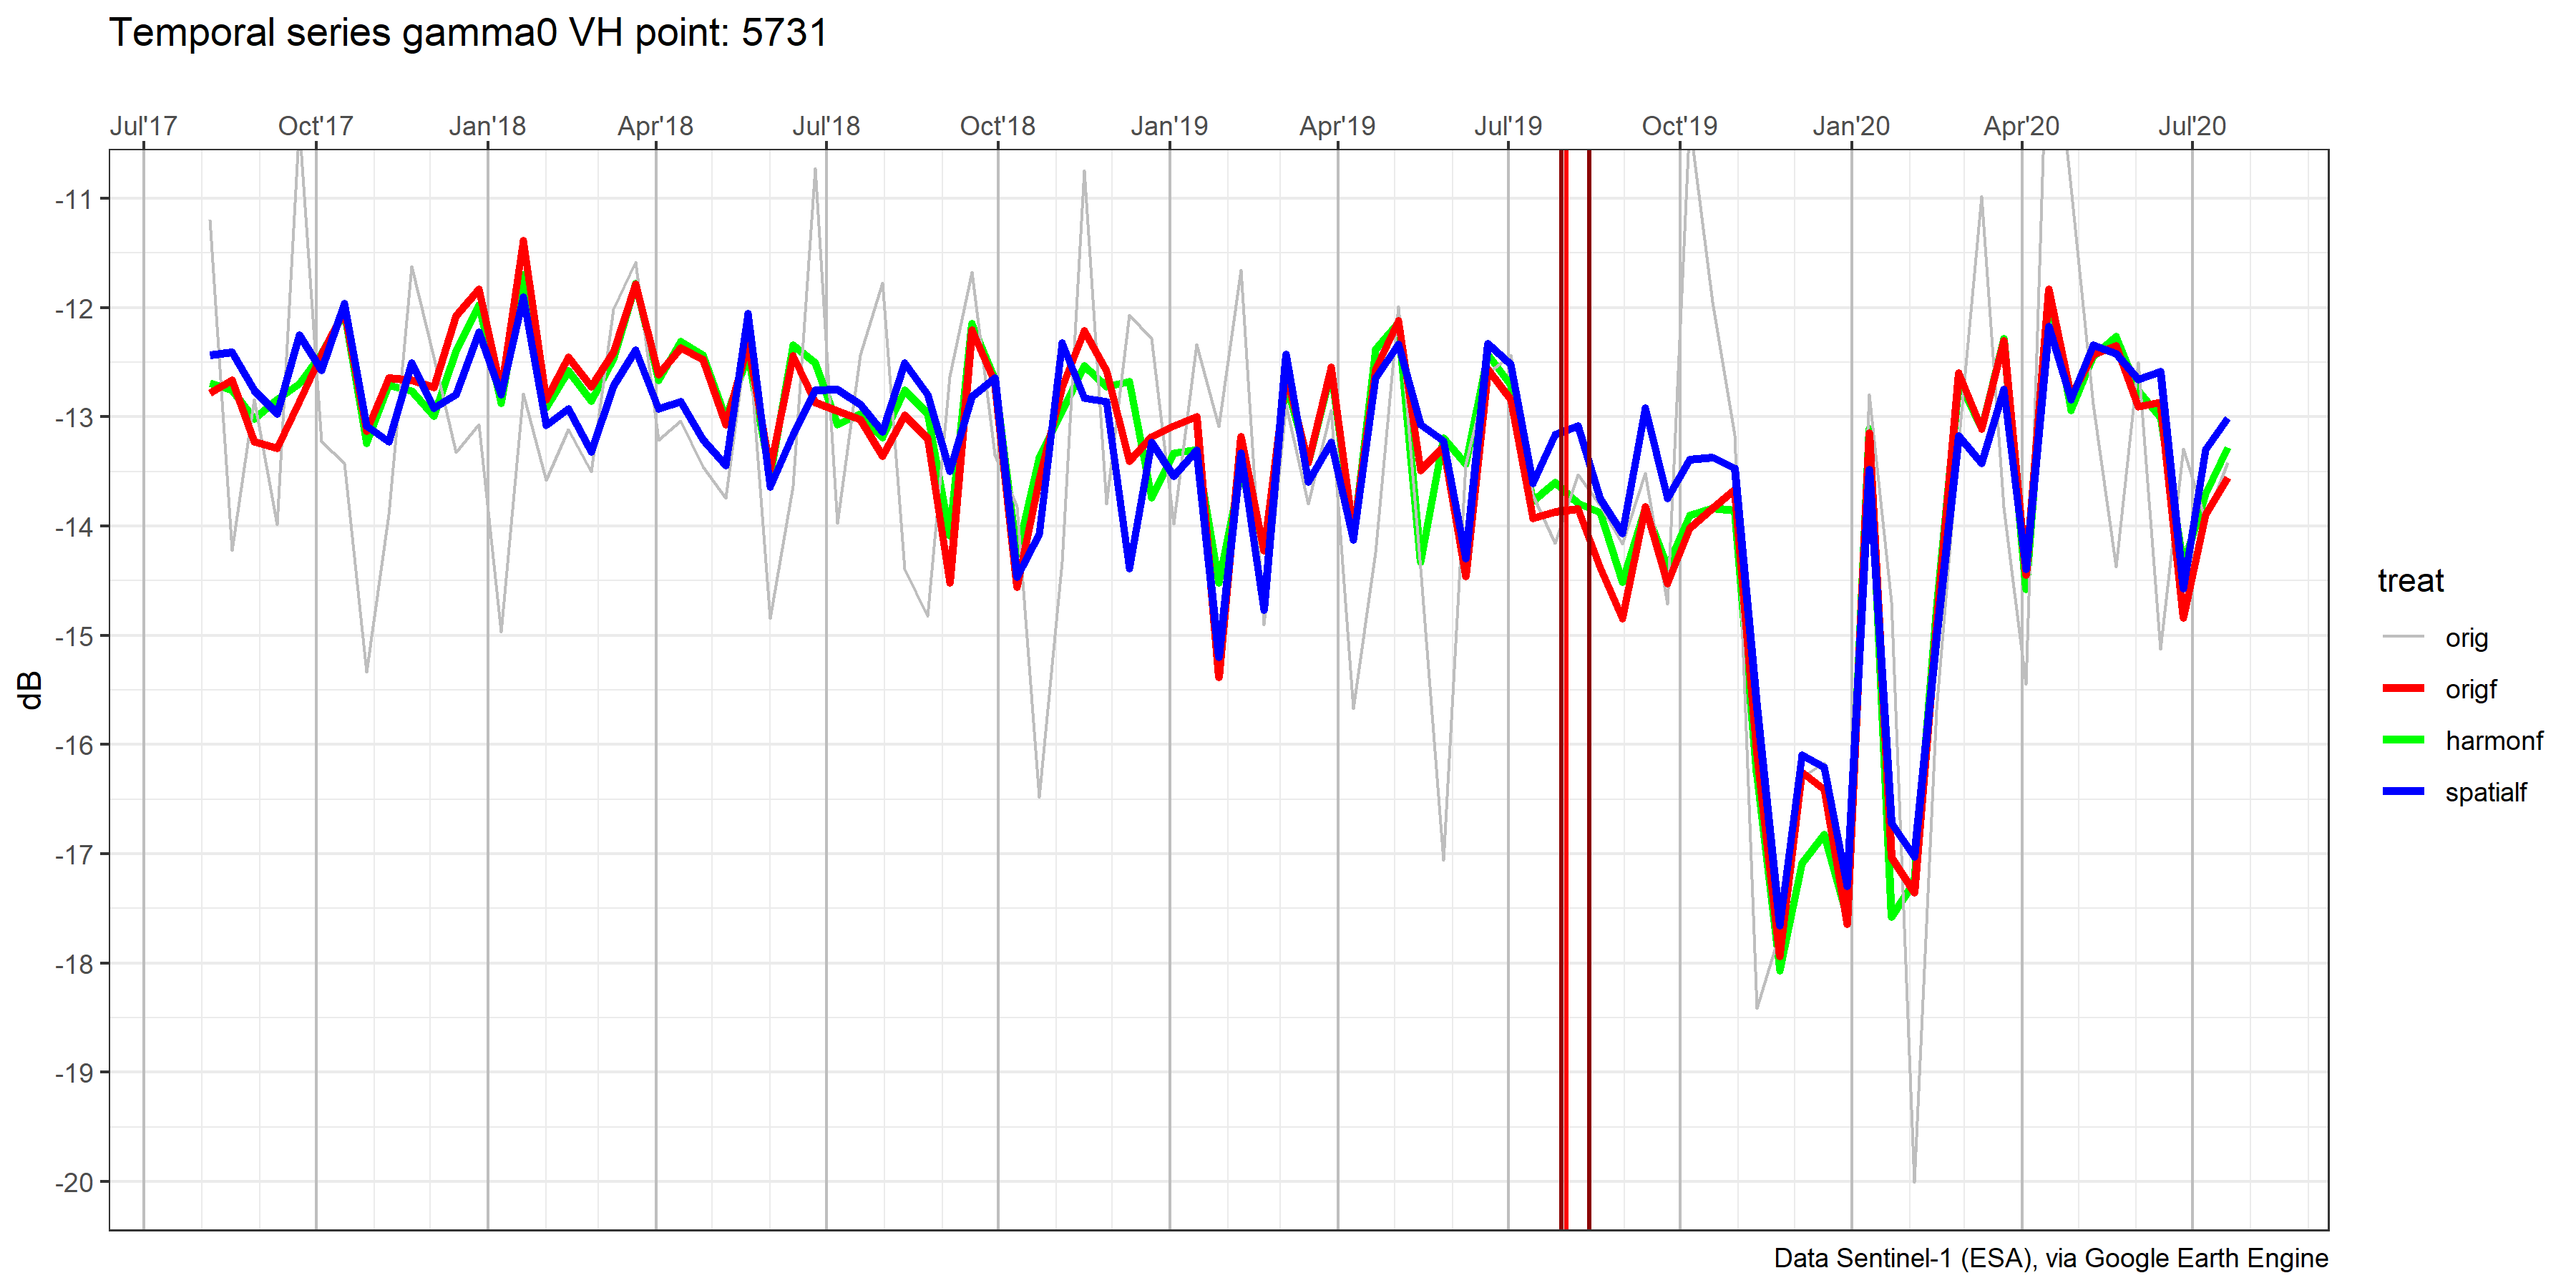 Temporal series gamma0 VH point: 5731
Jul'17 Oct'17 Jan'18 Apr'18 Jul'18 Oct'18 Jan'19 Apr'19 Jul'19 Oct'19 Jan'20 Apr'20 Jul'20
-11
-12
-13
-14
-15
-16
-17
-18
-19
-20
dB
treat
orig
origf
harmonf
spatialf
Data Sentinel-1 (ESA), via Google Earth Engine